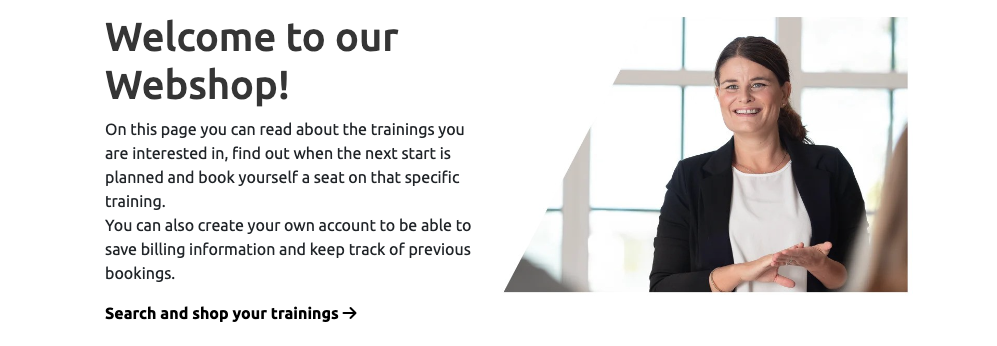 Welcome to our
Webshop!
On this page you can read about the trainings you
are interested in, find out when the next start is
planned and book yourself a seat on that specific
training.
You can also create your own account to be able to
save billing information and keep track of previous
bookings.
Search and shop your trainings →